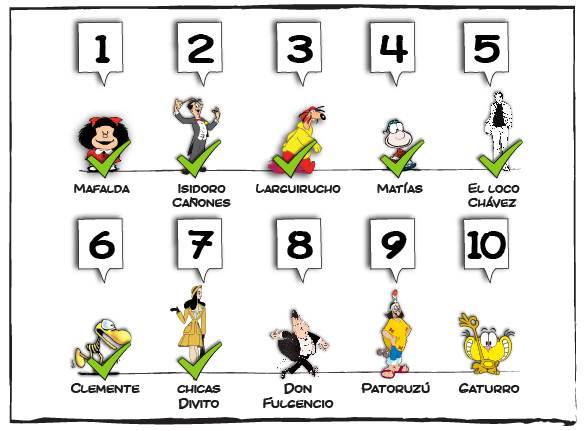 1 2 3 4 5
Mafalda Isidoro Cañones Larguirucho Matías El loco Chávez
6 7 8 9 10
Clemente chicas Divito Don Fulgencio Patoruzú Gaturro